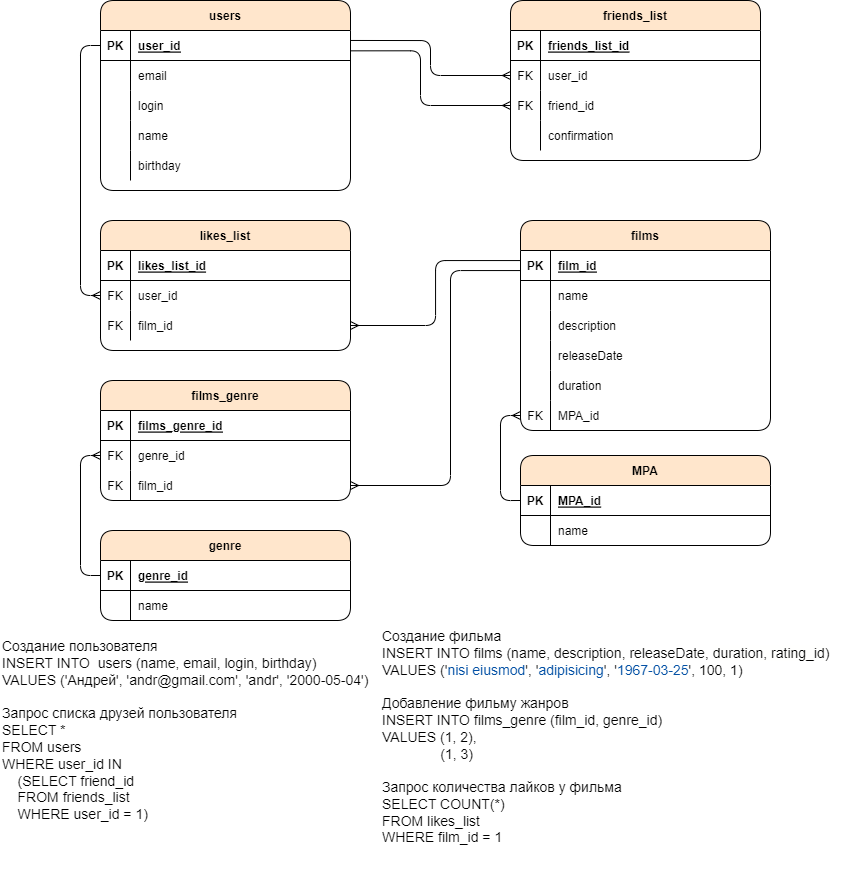 users
PK user_id
email
login
name
birthday
friends_list
PK friends_list_id
FK user_id
FK friend_id
confirmation
likes_list
PK likes_list_id
FK user_id
FK film_id
films
PK film_id
name
description
releaseDate
duration
FK MPA_id
films_genre
PK films_genre_id
FK genre_id
FK film_id
MPA
PK MPA_id
name
genre
PK genre_id
name
Создание пользователя
INSERT INTO  users (name, email, login, birthday)
VALUES ('Андрей', 'andr@gmail.com', 'andr', '2000-05-04')
Запрос списка друзей пользователя
SELECT *
FROM users
WHERE user_id IN
(SELECT friend_id
FROM friends_list
WHERE user_id = 1)
Создание фильма
INSERT INTO films (name, description, releaseDate, duration, rating_id)
VALUES ('nisi eiusmod', 'adipisicing', '1967-03-25', 100, 1)
Добавление фильму жанров
INSERT INTO films_genre (film_id, genre_id)
VALUES (1, 2),
(1, 3)
Запрос количества лайков у фильма
SELECT COUNT(*)
FROM likes_list
WHERE film_id = 1